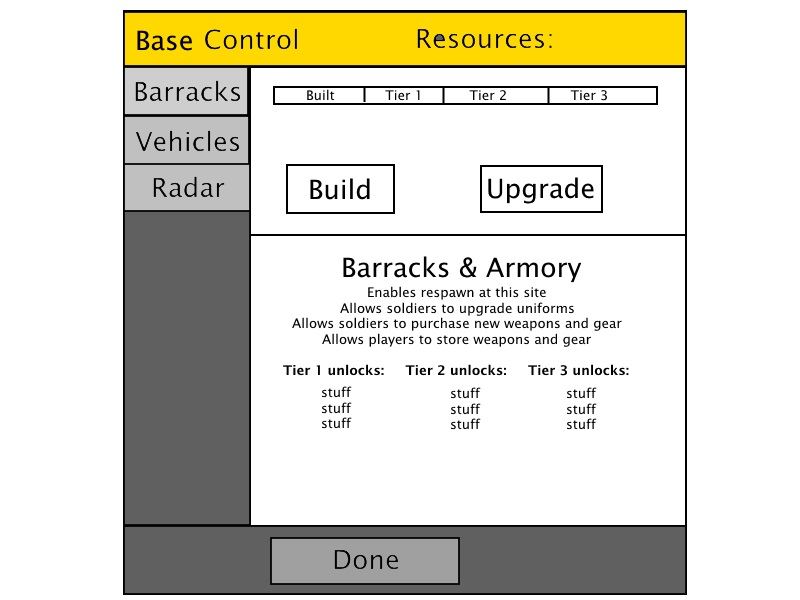 Base Control Resources:
Barracks
Vehicles
Radar
Built Tier 1 Tier 2 Tier 3
Build Upgrade
Barracks & Armory
Enables respawn at this site
Allows soldiers to upgrade uniforms
Allows soldiers to purchase new weapons and gear
Allows players to store weapons and gear
Tier 1 unlocks: Tier 2 unlocks: Tier 3 unlocks:
stuff stuff stuff
stuff stuff stuff
stuff stuff stuff
Done